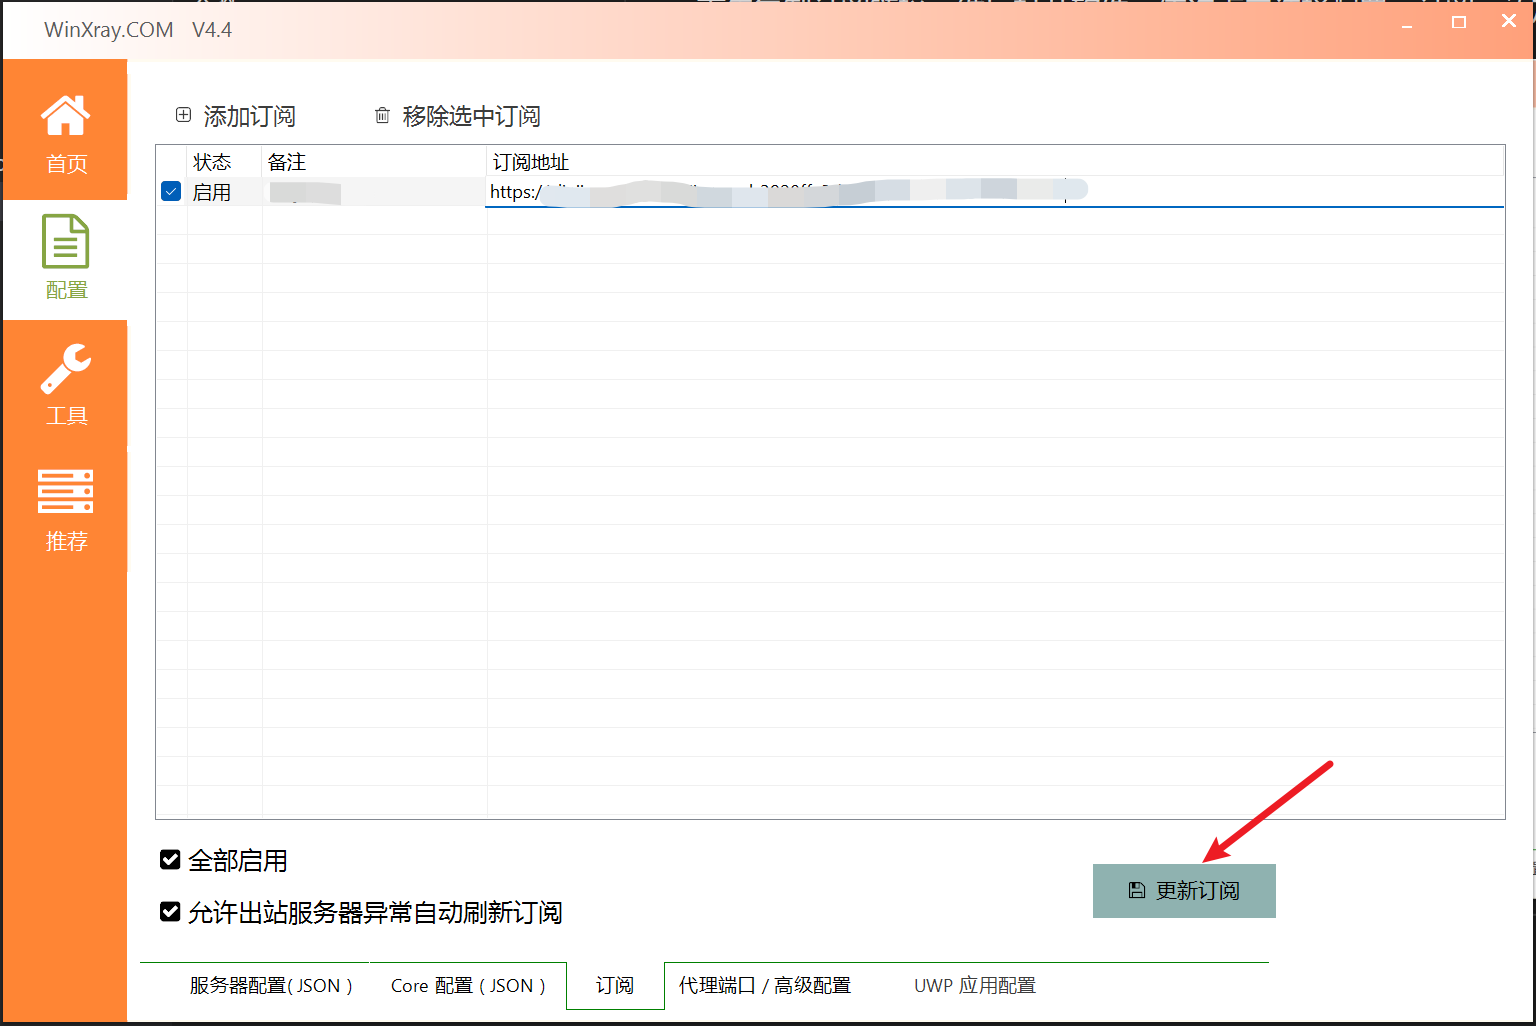 WinXray.COM V4.4
首页
配置
工具
推荐
添加订阅 移除选中订阅
状态 备注 订阅地址
启用 https:/
全部启用
允许出站服务器异常自动刷新订阅
更新订阅
服务器配置( JSON ) Core 配置 ( JSON ) 订阅 代理端口 / 高级配置 UWP 应用配置